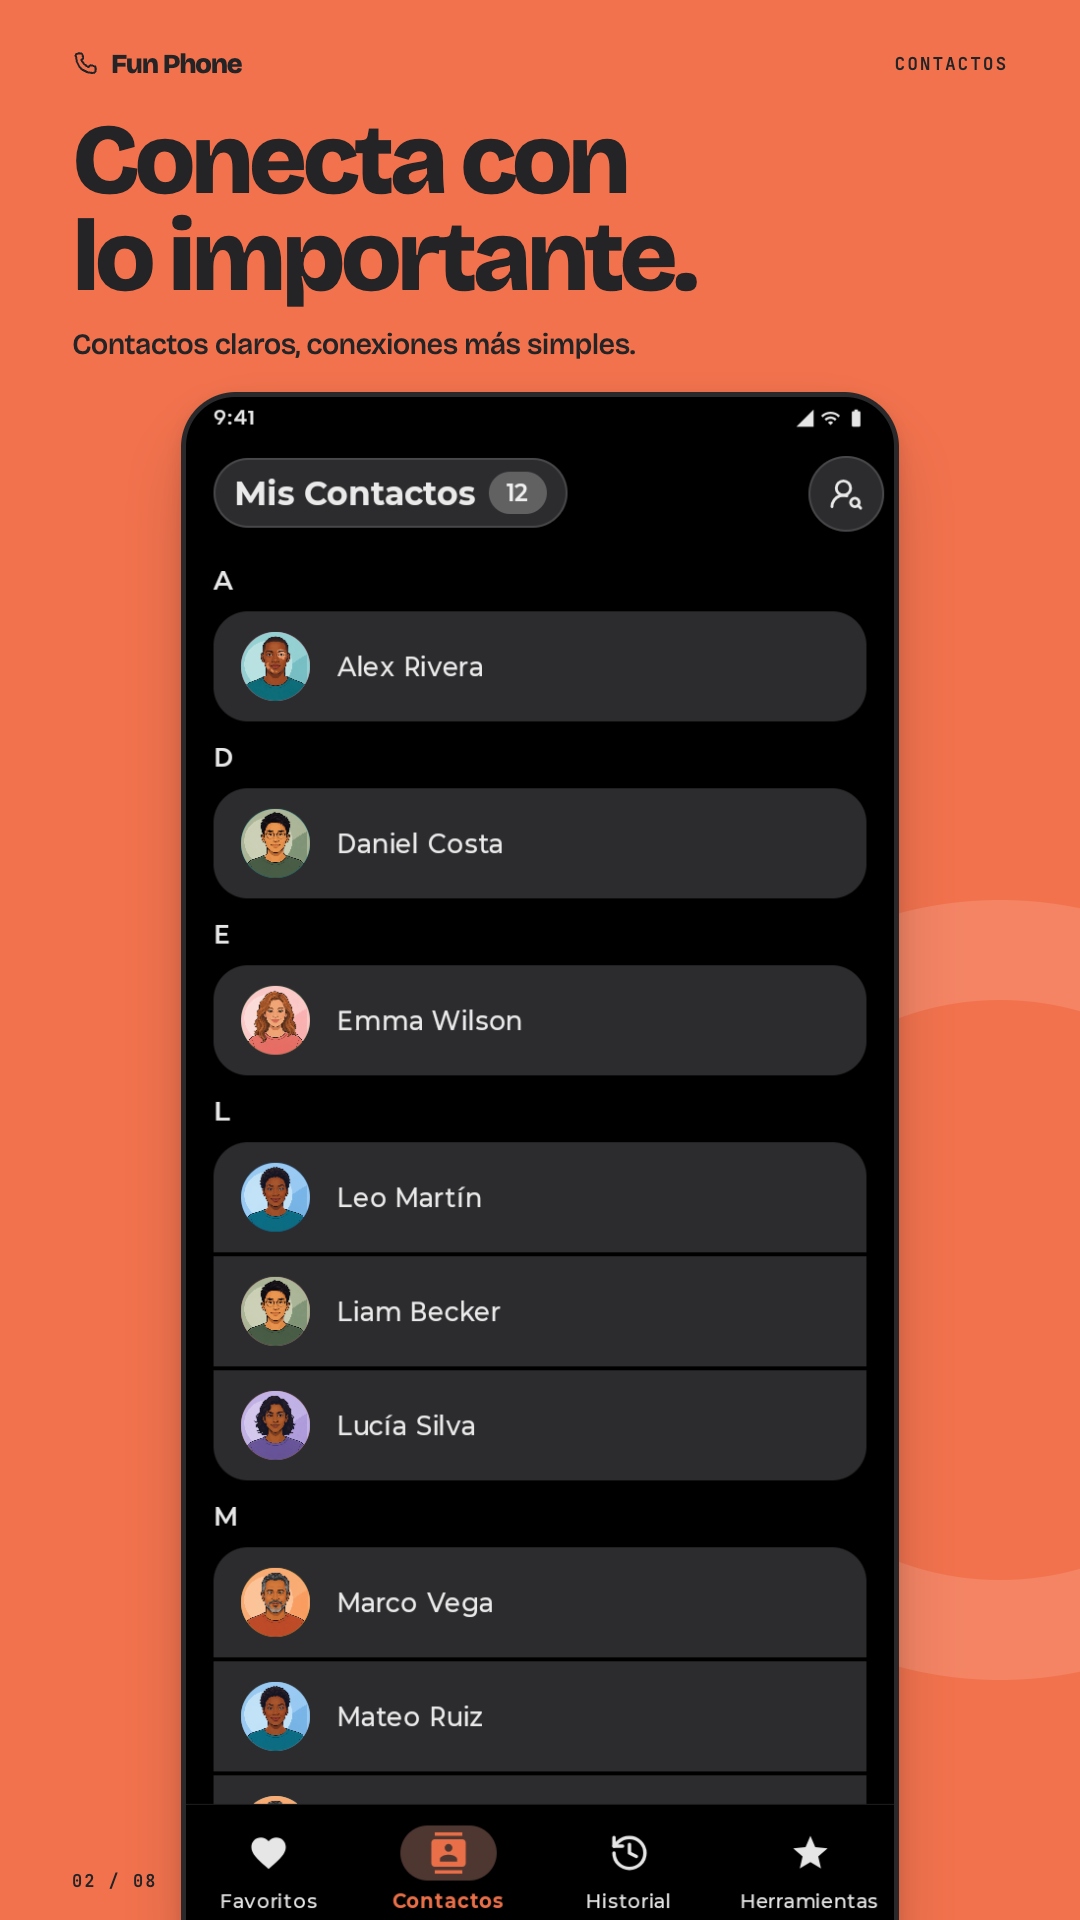 Fun Phone
CONTACTOS
Conecta con
lo importante.
Contactos claros, conexiones más simples.
9:41
Mis Contactos 12
A
Alex Rivera
D
Daniel Costa
E
Emma Wilson
L
Leo Martín
Liam Becker
Lucía Silva
M
Marco Vega
Mateo Ruiz
02 / 08
Favoritos
Contactos
Historial
Herramientas